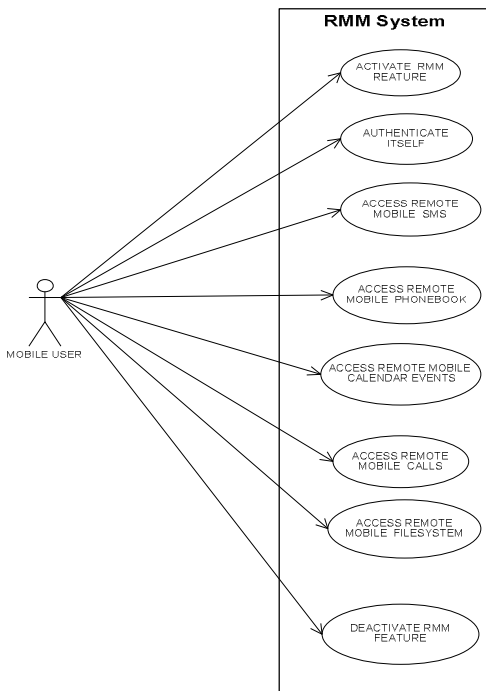 RMM System
ACTIVATE RMM
REATURE
AUTHENTICATE
ITSELF
ACCESS REMOTE
MOBILE SMS
ACCESS REMOTE
MOBILE PHONEBOOK
MOBILE USER
ACCESS REMOTE MOBILE
CALENDAR EVENTS
ACCESS REMOTE
MOBILE CALLS
ACCESS REMOTE
MOBILE FILESYSTEM
DEACTIVATE RMM
FEATURE